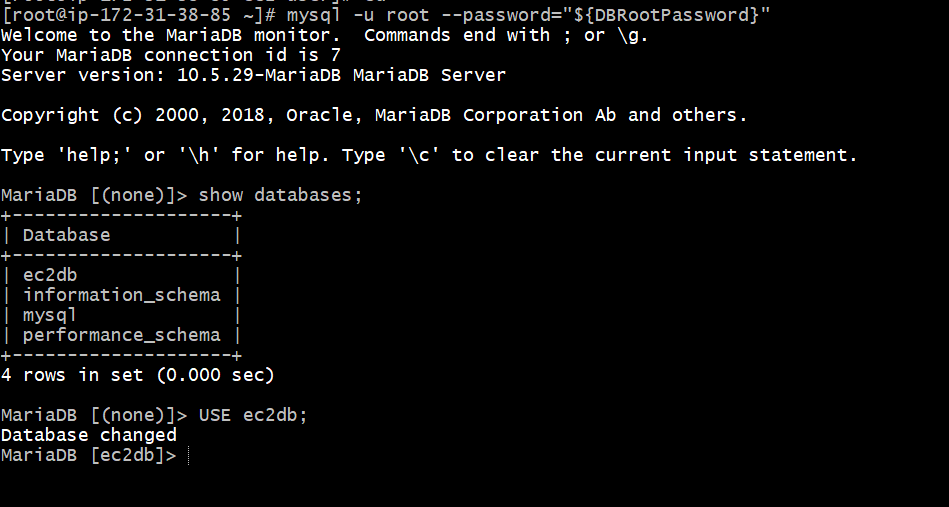 [root@ip-172-31-38-85 ~]# mysql -u root --password="${DBRootPassword}"
Welcome to the MariaDB monitor.  Commands end with ; or \g.
Your MariaDB connection id is 7
Server version: 10.5.29-MariaDB MariaDB Server

Copyright (c) 2000, 2018, Oracle, MariaDB Corporation Ab and others.

Type 'help;' or '\h' for help. Type '\c' to clear the current input statement.

MariaDB [(none)]> show databases;
+--------------------+
| Database           |
+--------------------+
| ec2db              |
| information_schema |
| mysql              |
| performance_schema |
+--------------------+
4 rows in set (0.000 sec)

MariaDB [(none)]> USE ec2db;
Database changed
MariaDB [ec2db]>